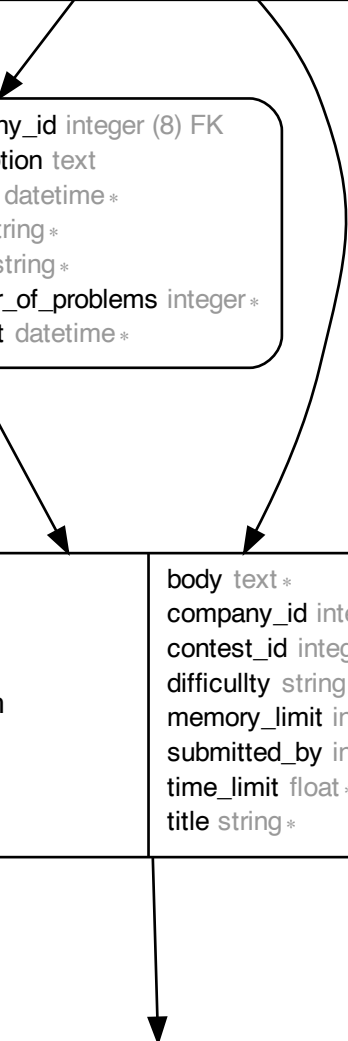 ny_id integer (8) FK
tion text
datetime *
tring *
string *
r_of_problems integer *
t datetime *
body text *
company_id inte
contest_id integ
difficullty string
n
memory_limit in
submitted_by in
time_limit float *
title string *